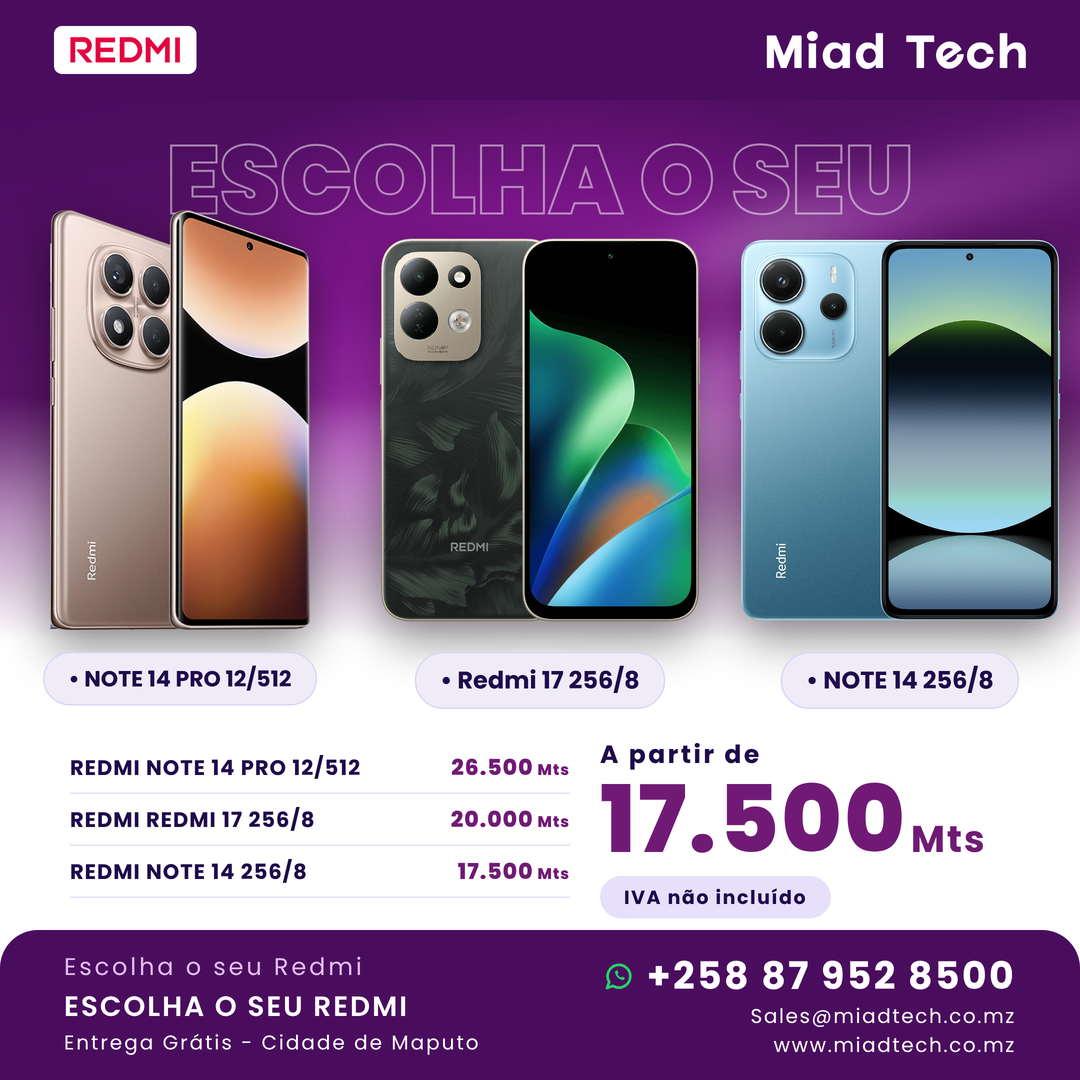 REDMI
Miad Tech
ESCOLHA O SEU
Redmi
REDMI
Redmi
• NOTE 14 PRO 12/512
• Redmi 17 256/8
• NOTE 14 256/8
REDMI NOTE 14 PRO 12/512 26.500 Mts
REDMI REDMI 17 256/8 20.000 Mts
REDMI NOTE 14 256/8 17.500 Mts
A partir de
17.500 Mts
IVA não incluído
Escolha o seu Redmi
ESCOLHA O SEU REDMI
Entrega Grátis - Cidade de Maputo
+258 87 952 8500
Sales@miadtech.co.mz
www.miadtech.co.mz